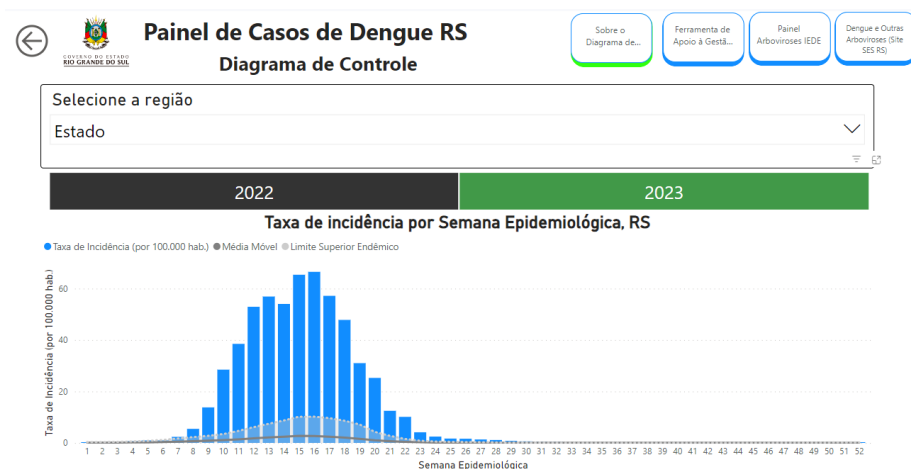 GOVERNO DO ESTADO
RIO GRANDE DO SUL
Painel de Casos de Dengue RS
Diagrama de Controle
Sobre o
Diagrama de...
Ferramenta de
Apoio à Gestã...
Painel
Arboviroses IEDE
Dengue e Outras
Arboviroses (Site
SES RS)
Selecione a região
Estado
2022
2023
Taxa de incidência por Semana Epidemiológica, RS
Taxa de Incidência (por 100.000 hab.) Média Móvel Limite Superior Endêmico
Taxa de Incidência (por 100.000 hab.)
60
40
20
0
1 2 3 4 5 6 7 8 9 10 11 12 13 14 15 16 17 18 19 20 21 22 23 24 25 26 27 28 29 30 31 32 33 34 35 36 37 38 39 40 41 42 43 44 45 46 47 48 49 50 51 52
Semana Epidemiológica